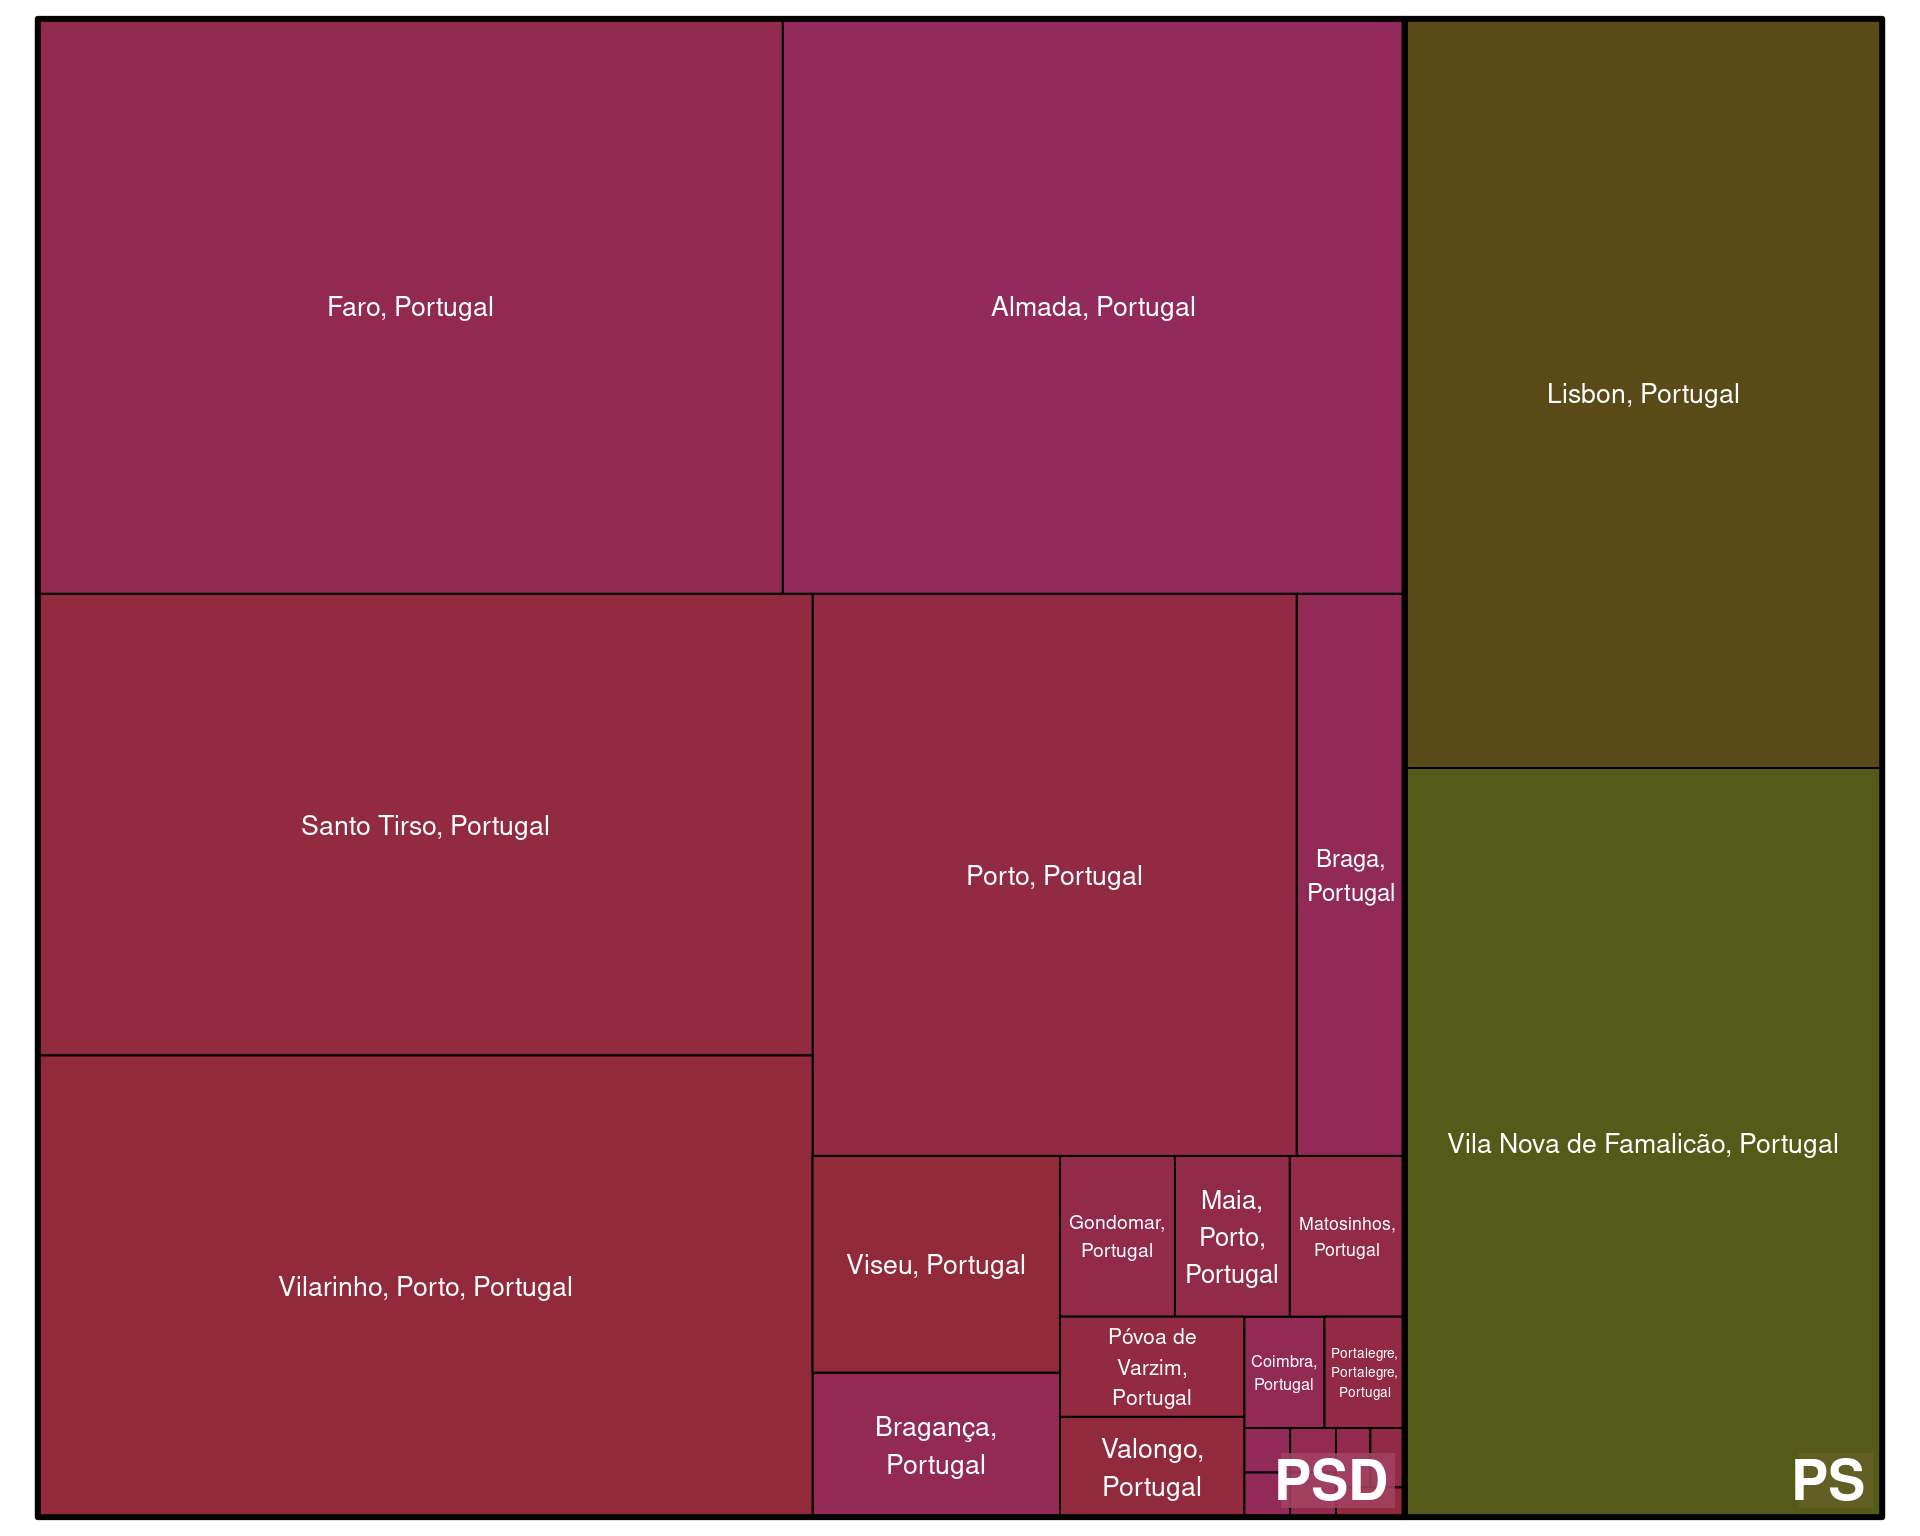 Faro, Portugal
Almada, Portugal
Lisbon, Portugal
Santo Tirso, Portugal
Porto, Portugal
Braga,
Portugal
Vila Nova de Famalicão, Portugal
Vilarinho, Porto, Portugal
Viseu, Portugal
Gondomar,
Portugal
Maia,
Porto,
Portugal
Matosinhos,
Portugal
Póvoa de
Varzim,
Portugal
Coimbra,
Portugal
Portalegre,
Portalegre,
Portugal
Bragança,
Portugal
Valongo,
Portugal
PSD
PS